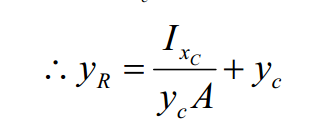 ∴ y_R = I_{x_C} / (y_c A) + y_c